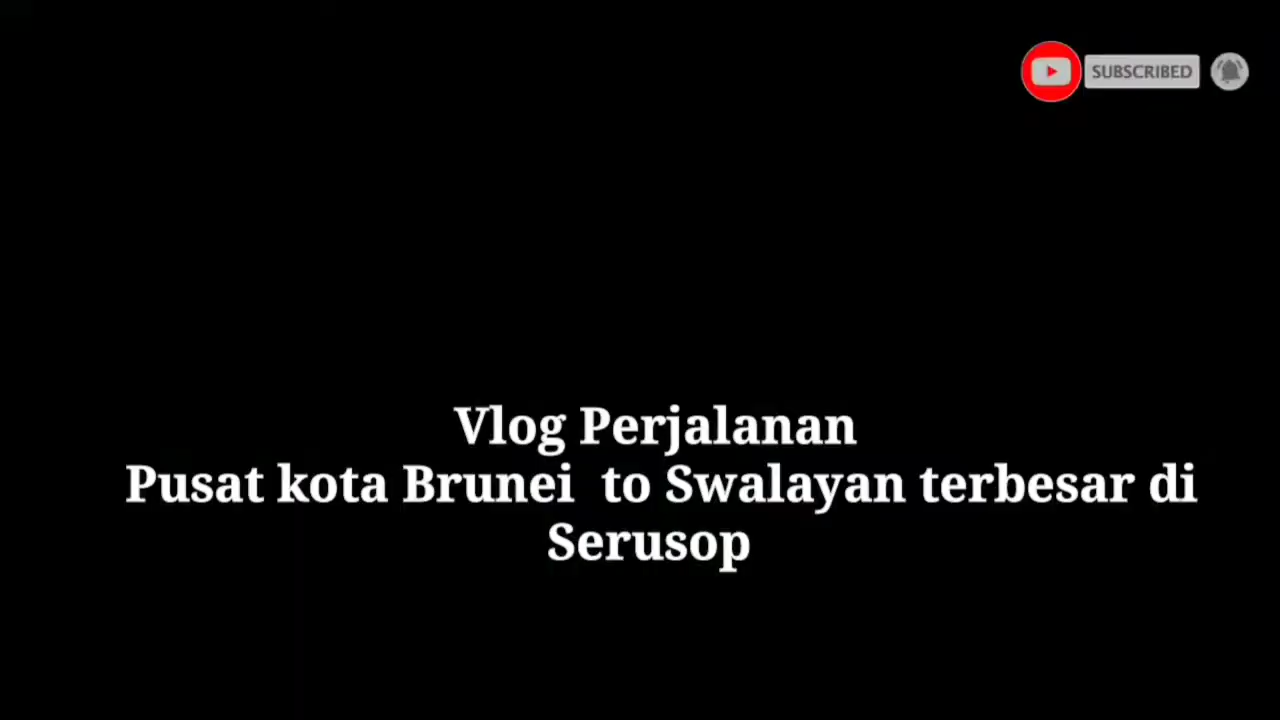 SUBSCRIBED
Vlog Perjalanan
Pusat kota Brunei to Swalayan terbesar di
Serusop